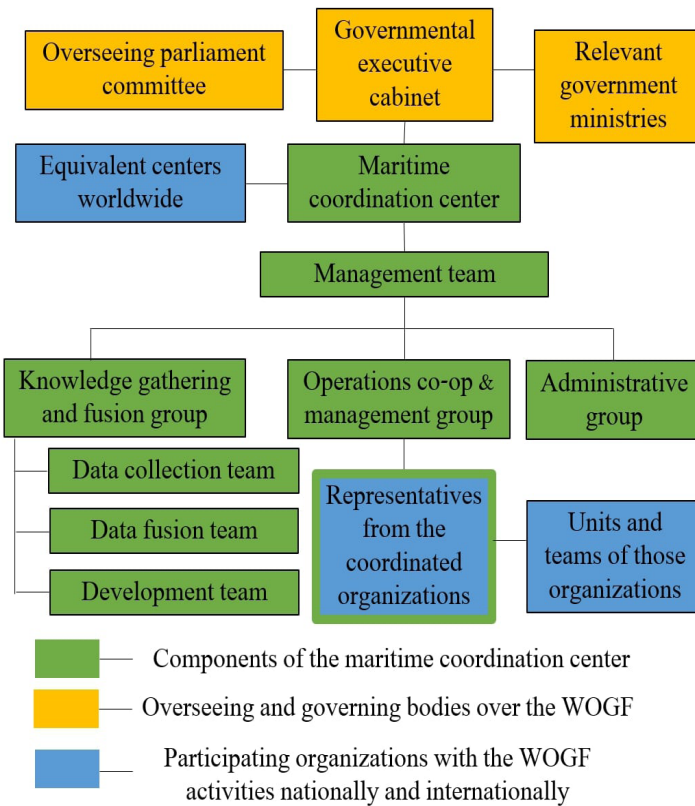 Overseeing parliament
committee
Governmental
executive
cabinet
Relevant
government
ministries
Equivalent centers
worldwide
Maritime
coordination center
Management team
Knowledge gathering
and fusion group
Operations co-op &
management group
Administrative
group
Data collection team
Data fusion team
Development team
Representatives
from the
coordinated
organizations
Units and
teams of those
organizations
Components of the maritime coordination center
Overseeing and governing bodies over the WOGF
Participating organizations with the WOGF
activities nationally and internationally